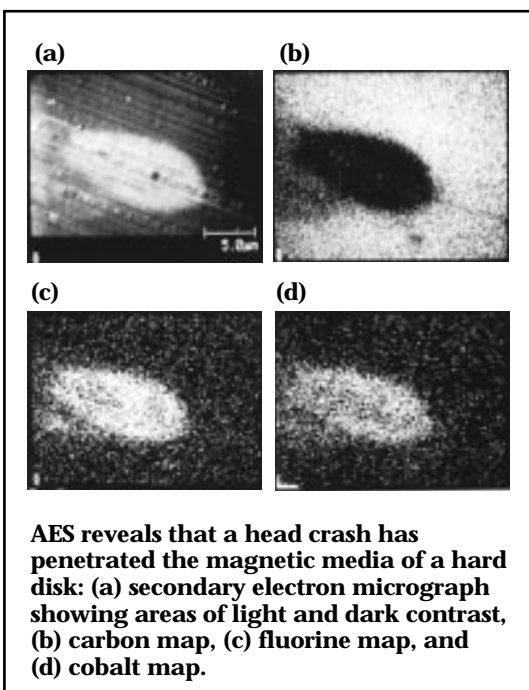 (a)
(b)
5.0µm
(c)
(d)
AES reveals that a head crash has
penetrated the magnetic media of a hard
disk: (a) secondary electron micrograph
showing areas of light and dark contrast,
(b) carbon map, (c) fluorine map, and
(d) cobalt map.